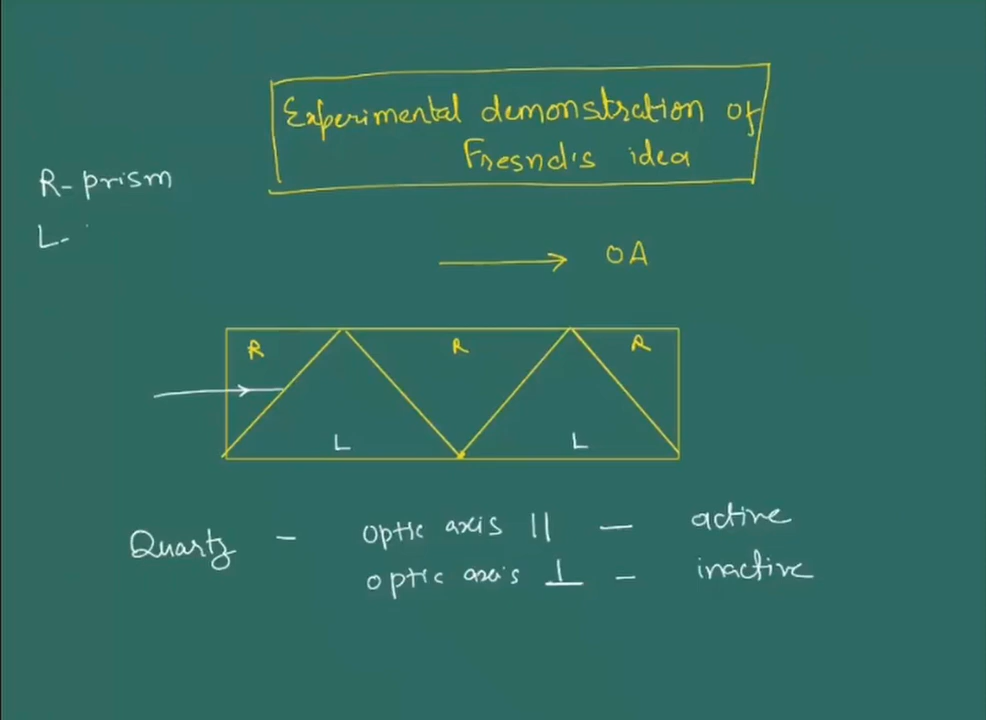 Experimental demonstration of
Fresnel's idea
R- prism
L-
OA
R R R
L L
Quartz - optic axis || - active
optic axis ⊥ - inactive